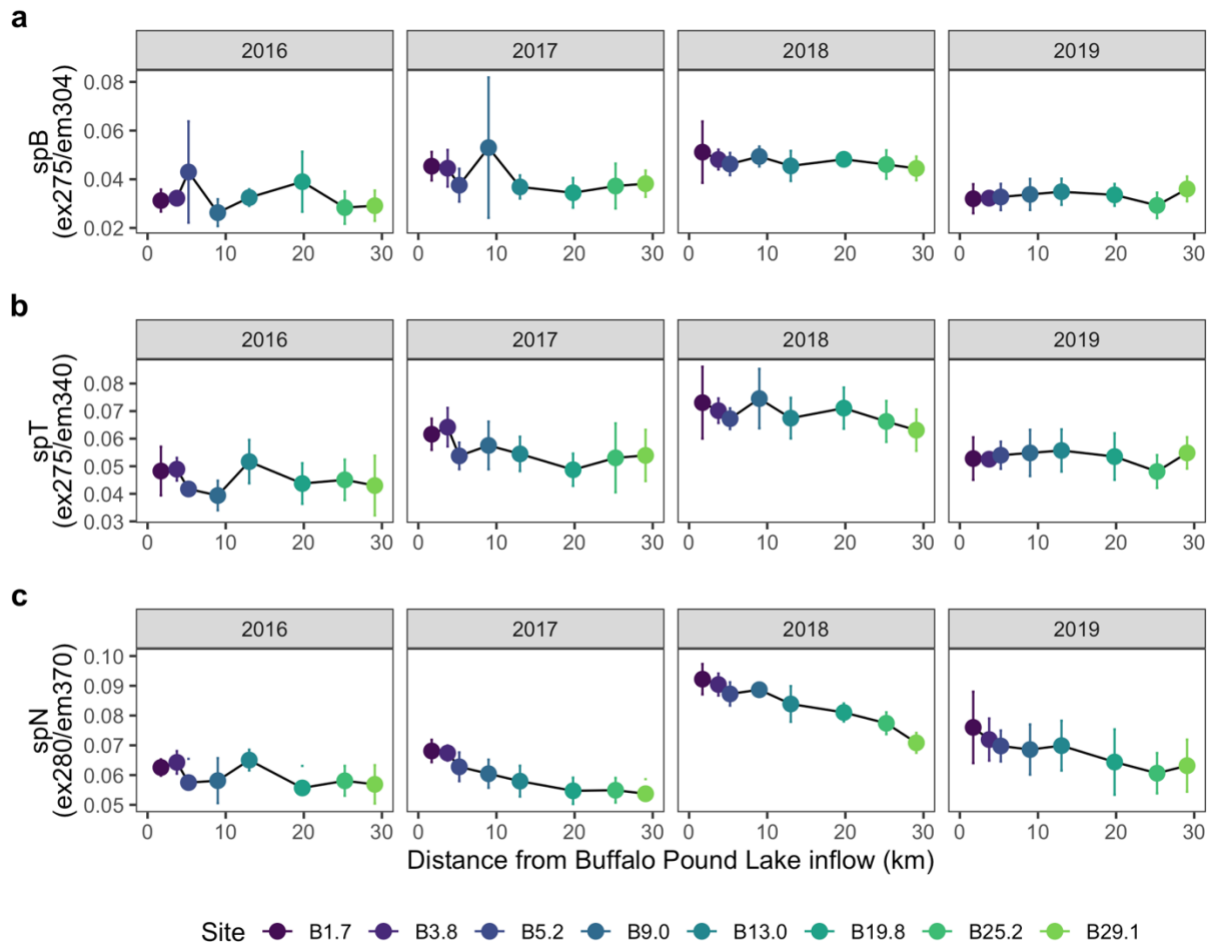 a
2016 2017 2018 2019
spB
(ex275/em304)
0.08
0.06
0.04
0.02
0 10 20 30 0 10 20 30 0 10 20 30 0 10 20 30
b
2016 2017 2018 2019
spT
(ex275/em340)
0.08
0.07
0.06
0.05
0.04
0.03
0 10 20 30 0 10 20 30 0 10 20 30 0 10 20 30
c
2016 2017 2018 2019
spN
(ex280/em370)
0.10
0.09
0.08
0.07
0.06
0.05
0 10 20 30 0 10 20 30 0 10 20 30 0 10 20 30
Distance from Buffalo Pound Lake inflow (km)
Site B1.7 B3.8 B5.2 B9.0 B13.0 B19.8 B25.2 B29.1